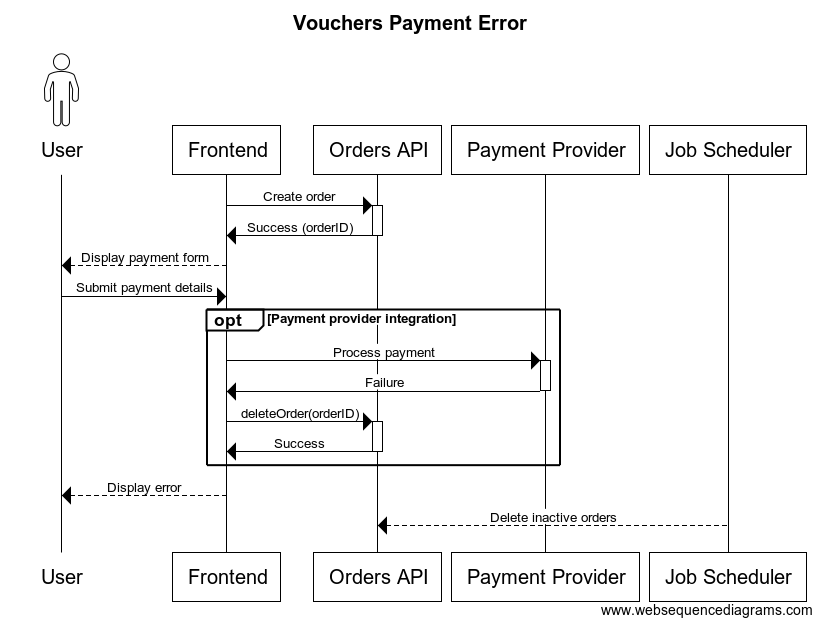 Vouchers Payment Error
User
Frontend
Orders API
Payment Provider
Job Scheduler
Create order
Success (orderID)
Display payment form
Submit payment details
opt
[Payment provider integration]
Process payment
Failure
deleteOrder(orderID)
Success
Display error
Delete inactive orders
User
Frontend
Orders API
Payment Provider
Job Scheduler
www.websequencediagrams.com